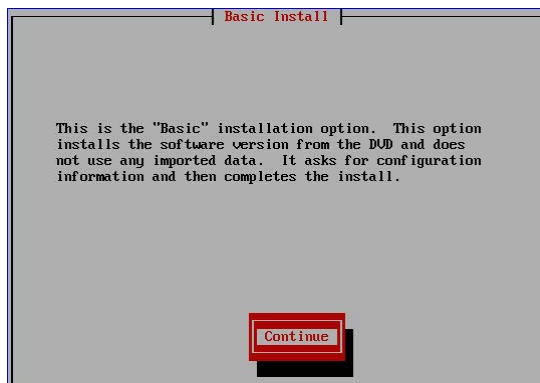 Basic Install
This is the "Basic" installation option.  This option
installs the software version from the DVD and does
not use any imported data.  It asks for configuration
information and then completes the install.
Continue